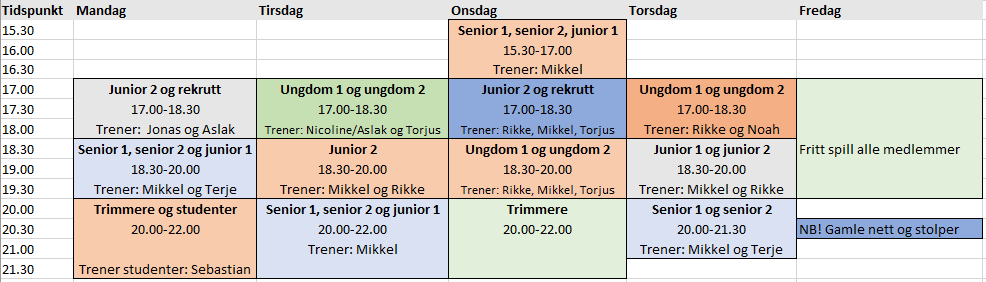 Tidspunkt Mandag Tirsdag Onsdag Torsdag Fredag
15.30 Senior 1, senior 2, junior 1
16.00 15.30-17.00
16.30 Trener: Mikkel
17.00 Junior 2 og rekrutt Ungdom 1 og ungdom 2 Junior 2 og rekrutt Ungdom 1 og ungdom 2
17.30 17.00-18.30 17.00-18.30 17.00-18.30 17.00-18.30
18.00 Trener: Jonas og Aslak Trener: Nicoline/Aslak og Torjus Trener: Rikke, Mikkel, Torjus Trener: Rikke og Noah
18.30 Senior 1, senior 2 og junior 1 Junior 2 Ungdom 1 og ungdom 2 Junior 1 og junior 2 Fritt spill alle medlemmer
19.00 18.30-20.00 18.30-20.00 18.30-20.00 18.30-20.00
19.30 Trener: Mikkel og Terje Trener: Mikkel og Rikke Trener: Rikke, Mikkel, Torjus Trener: Mikkel og Rikke
20.00 Trimmere og studenter Senior 1, senior 2 og junior 1 Trimmere Senior 1 og senior 2
20.30 20.00-22.00 20.00-22.00 20.00-22.00 20.00-21.30 NB! Gamle nett og stolper
21.00 Trener: Mikkel Trener: Mikkel og Terje
21.30 Trener studenter: Sebastian